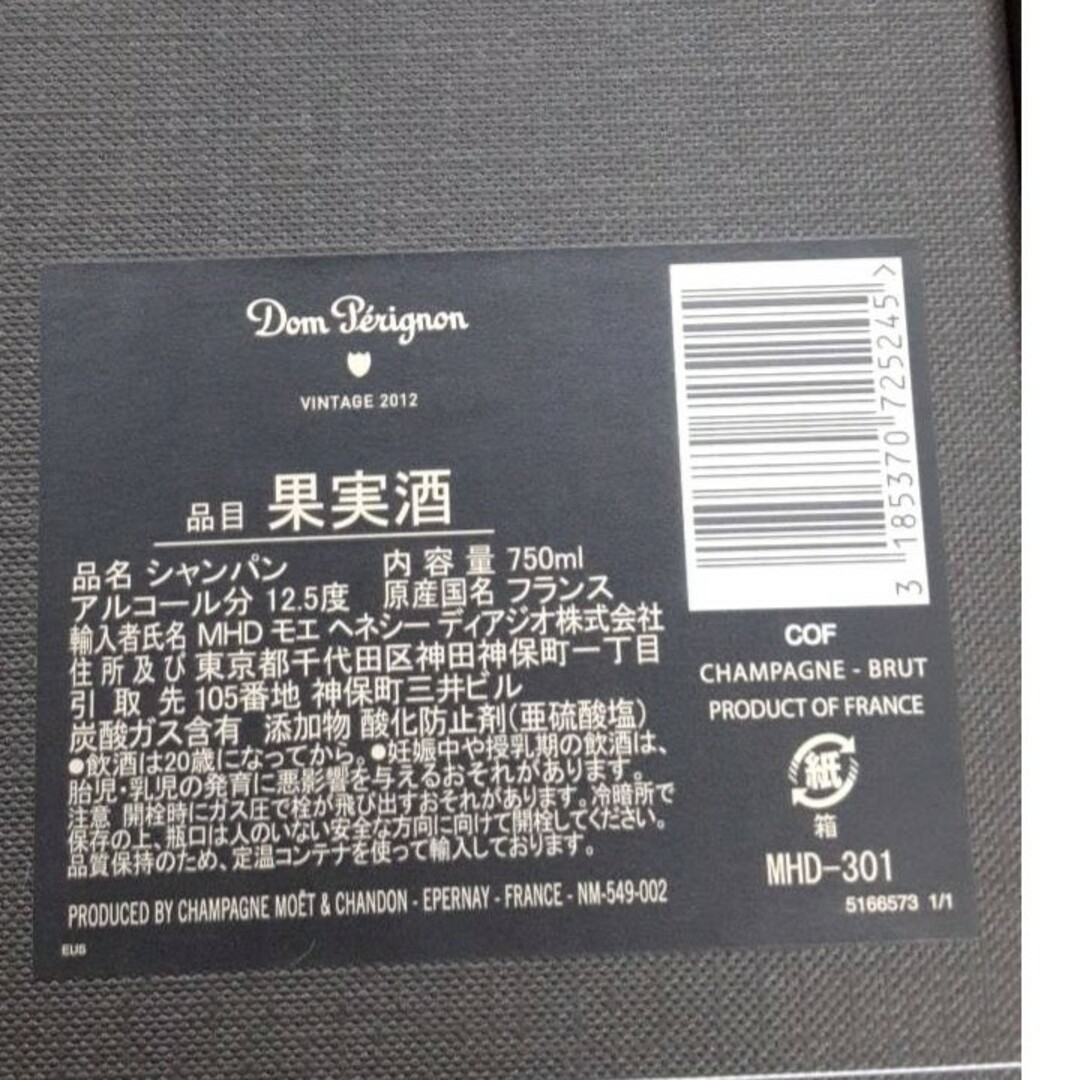 Dom Pérignon
VINTAGE 2012
品目 果実酒
品名 シャンパン 内容量 750ml
アルコール分 12.5度 原産国名 フランス
輸入者氏名 MHD モエ ヘネシー ディアジオ株式会社
住所及び 東京都千代田区神田神保町一丁目
引取先 105番地 神保町三井ビル
炭酸ガス含有 添加物 酸化防止剤(亜硫酸塩)
●飲酒は20歳になってから。●妊娠中や授乳期の飲酒は、
胎児・乳児の発育に悪影響を与えるおそれがあります。
注意 開栓時にガス圧で栓が飛び出すおそれがあります。冷暗所で
保存の上、瓶口は人のいない安全な方向に向けて開栓してください。
品質保持のため、定温コンテナを使って輸入しております。
PRODUCED BY CHAMPAGNE MOËT & CHANDON - EPERNAY - FRANCE - NM-549-002
EUS
3 185370 725245 >
COF
CHAMPAGNE - BRUT
PRODUCT OF FRANCE
紙
箱
MHD-301
5166573 1/1